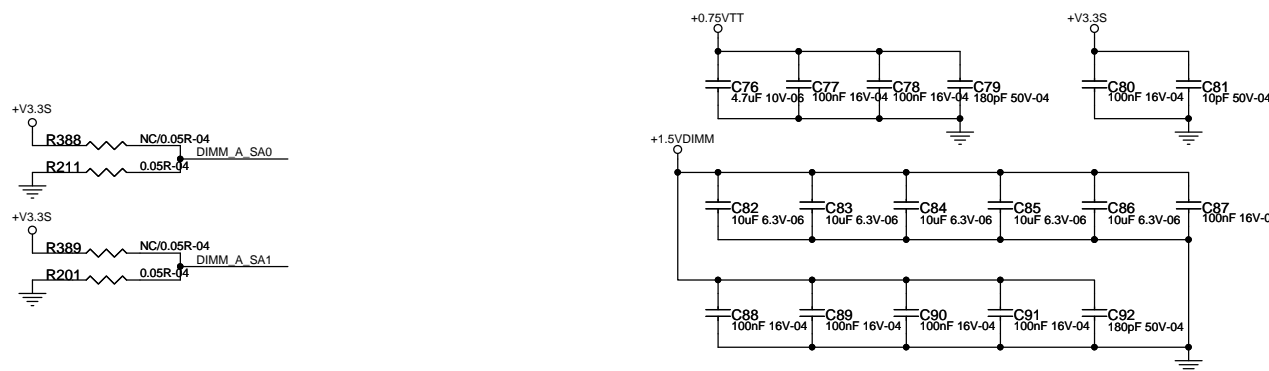 +V3.3S
R388 NC/0.05R-04
DIMM_A_SA0
R211 0.05R-04
+V3.3S
R389 NC/0.05R-04
DIMM_A_SA1
R201 0.05R-04
+0.75VTT
C76 C77 C78 C79
4.7uF 10V-06 100nF 16V-04 100nF 16V-04 180pF 50V-04
+V3.3S
C80 C81
100nF 16V-04 10pF 50V-04
+1.5VDIMM
C82 C83 C84 C85 C86 C87
10uF 6.3V-06 10uF 6.3V-06 10uF 6.3V-06 10uF 6.3V-06 10uF 6.3V-06 100nF 16V-0
C88 C89 C90 C91 C92
100nF 16V-04 100nF 16V-04 100nF 16V-04 100nF 16V-04 180pF 50V-04